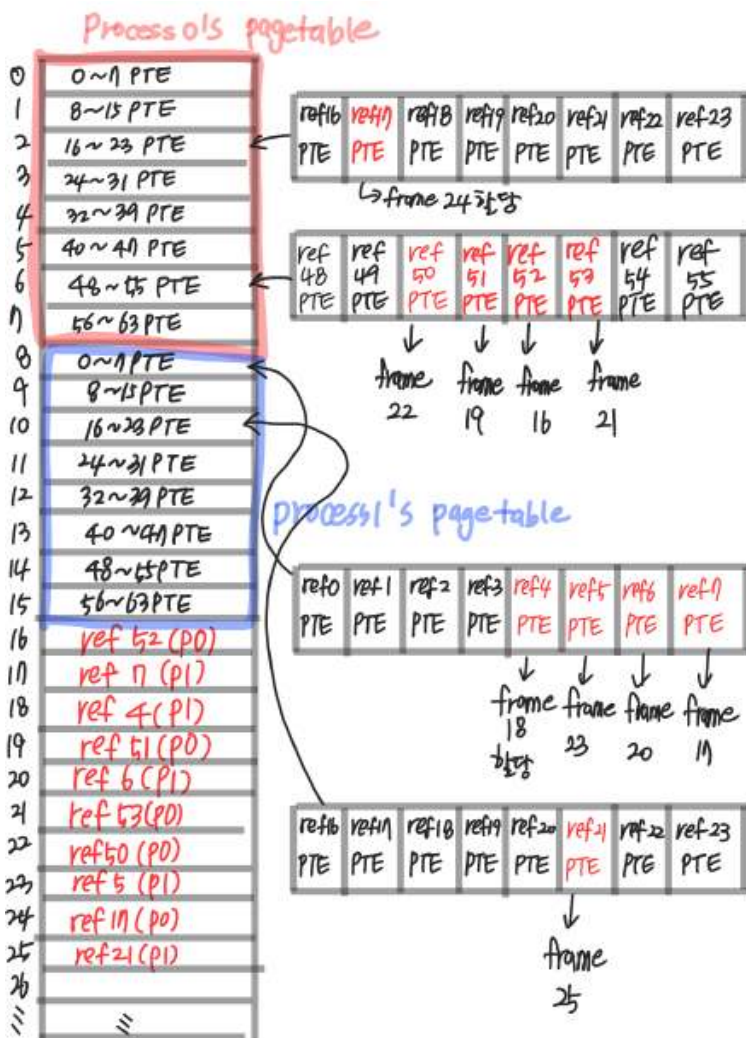 Process 0's pagetable
0 0~7 PTE
1 8~15 PTE
2 16~23 PTE
3 24~31 PTE
4 32~39 PTE
5 40~47 PTE
6 48~55 PTE
7 56~63 PTE
8 0~7 PTE
9 8~15 PTE
10 16~23 PTE
11 24~31 PTE
12 32~39 PTE
13 40~47 PTE
14 48~55 PTE
15 56~63 PTE
16 ref 52 (P0)
17 ref 7 (P1)
18 ref 4 (P1)
19 ref 51 (P0)
20 ref 6 (P1)
21 ref 53 (P0)
22 ref 50 (P0)
23 ref 5 (P1)
24 ref 17 (P0)
25 ref 21 (P1)
26
ref16 ref17 ref18 ref19 ref20 ref21 ref22 ref23
PTE PTE PTE PTE PTE PTE PTE PTE
frame 24 할당
ref ref ref ref ref ref ref ref
48 49 50 51 52 53 54 55
PTE PTE PTE PTE PTE PTE PTE PTE
frame frame frame frame
22 19 16 21
process1's pagetable
ref0 ref1 ref2 ref3 ref4 ref5 ref6 ref7
PTE PTE PTE PTE PTE PTE PTE PTE
frame frame frame frame
18 23 20 17
할당
ref16 ref17 ref18 ref19 ref20 ref21 ref22 ref23
PTE PTE PTE PTE PTE PTE PTE PTE
frame
25